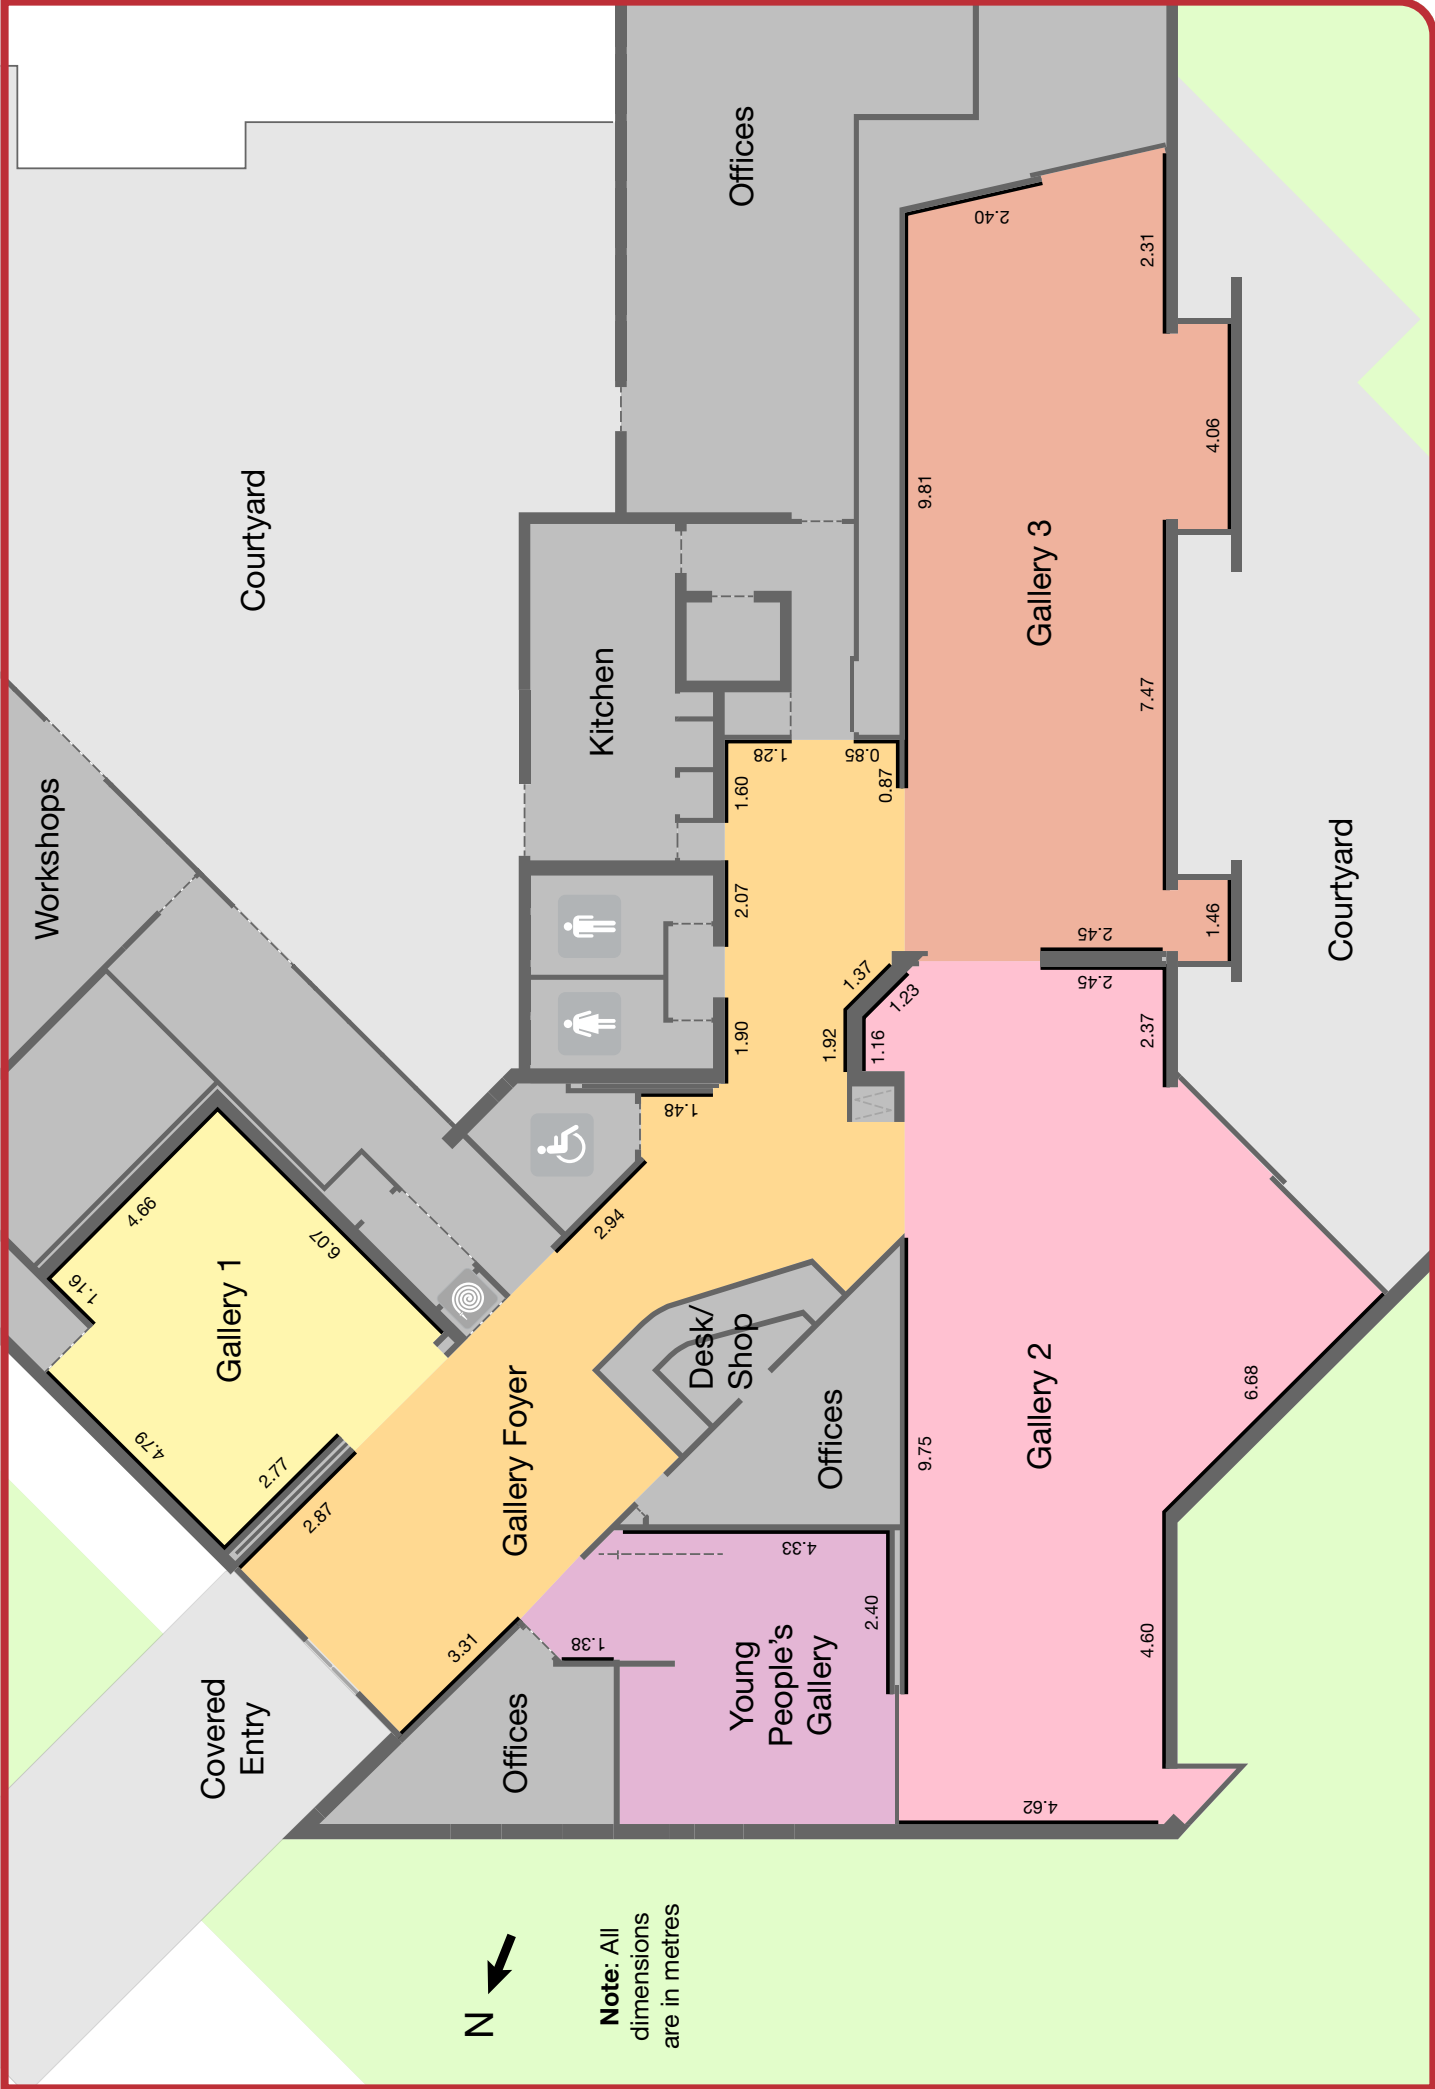 Workshops
Courtyard
Offices
Kitchen
Gallery 1
4.66
1.16
6.07
4.79
2.77
2.87
Gallery Foyer
2.94
1.48
1.90
2.07
1.60
1.28
0.85
0.87
1.37
1.23
1.92
1.16
3.31
Desk/
Shop
Offices
Covered
Entry
Offices
Young
People's
Gallery
1.38
4.33
2.40
Gallery 2
9.75
2.45
2.37
6.68
4.60
4.62
Gallery 3
9.81
2.40
2.31
4.06
7.47
1.46
2.45
Courtyard
N
Note: All
dimensions
are in metres